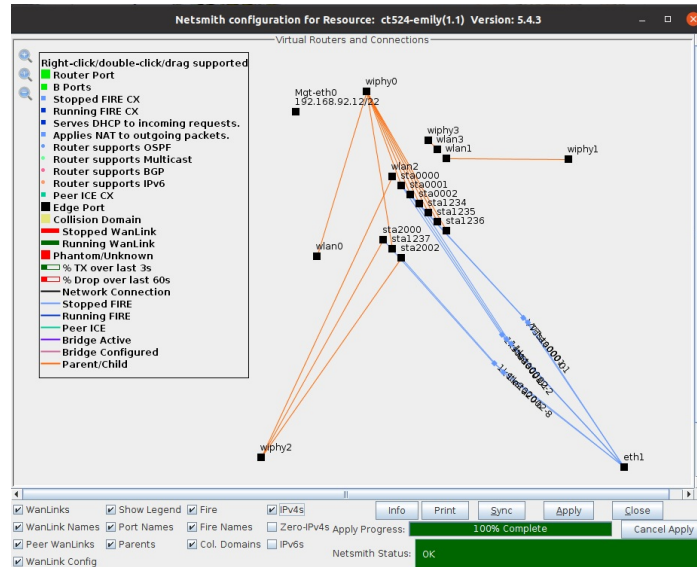 Netsmith configuration for Resource: ct524-emily(1.1) Version: 5.4.3
Virtual Routers and Connections
Right-click/double-click/drag supported
Router Port
B Ports
Stopped FIRE CX
Running FIRE CX
Serves DHCP to incoming requests.
Applies NAT to outgoing packets.
Router supports OSPF
Router supports Multicast
Router supports BGP
Router supports IPv6
Peer ICE CX
Edge Port
Collision Domain
Stopped WanLink
Running WanLink
Phantom/Unknown
% TX over last 3s
% Drop over last 60s
Network Connection
Stopped FIRE
Running FIRE
Peer ICE
Bridge Active
Bridge Configured
Parent/Child
Mgt-eth0
192.168.92.12/22
wiphy0
wiphy3
wlan3
wlan1
wiphy1
wlan2
sta0000
sta0001
sta0002
sta1234
sta1235
sta1236
wlan0
sta2000
sta1237
sta2002
wiphy2
eth1
WanLinks Show Legend Fire IPv4s Info Print Sync Apply Close
WanLink Names Port Names Fire Names Zero-IPv4s Apply Progress: 100% Complete Cancel Apply
Peer WanLinks Parents Col. Domains IPv6s Netsmith Status: OK
WanLink Config